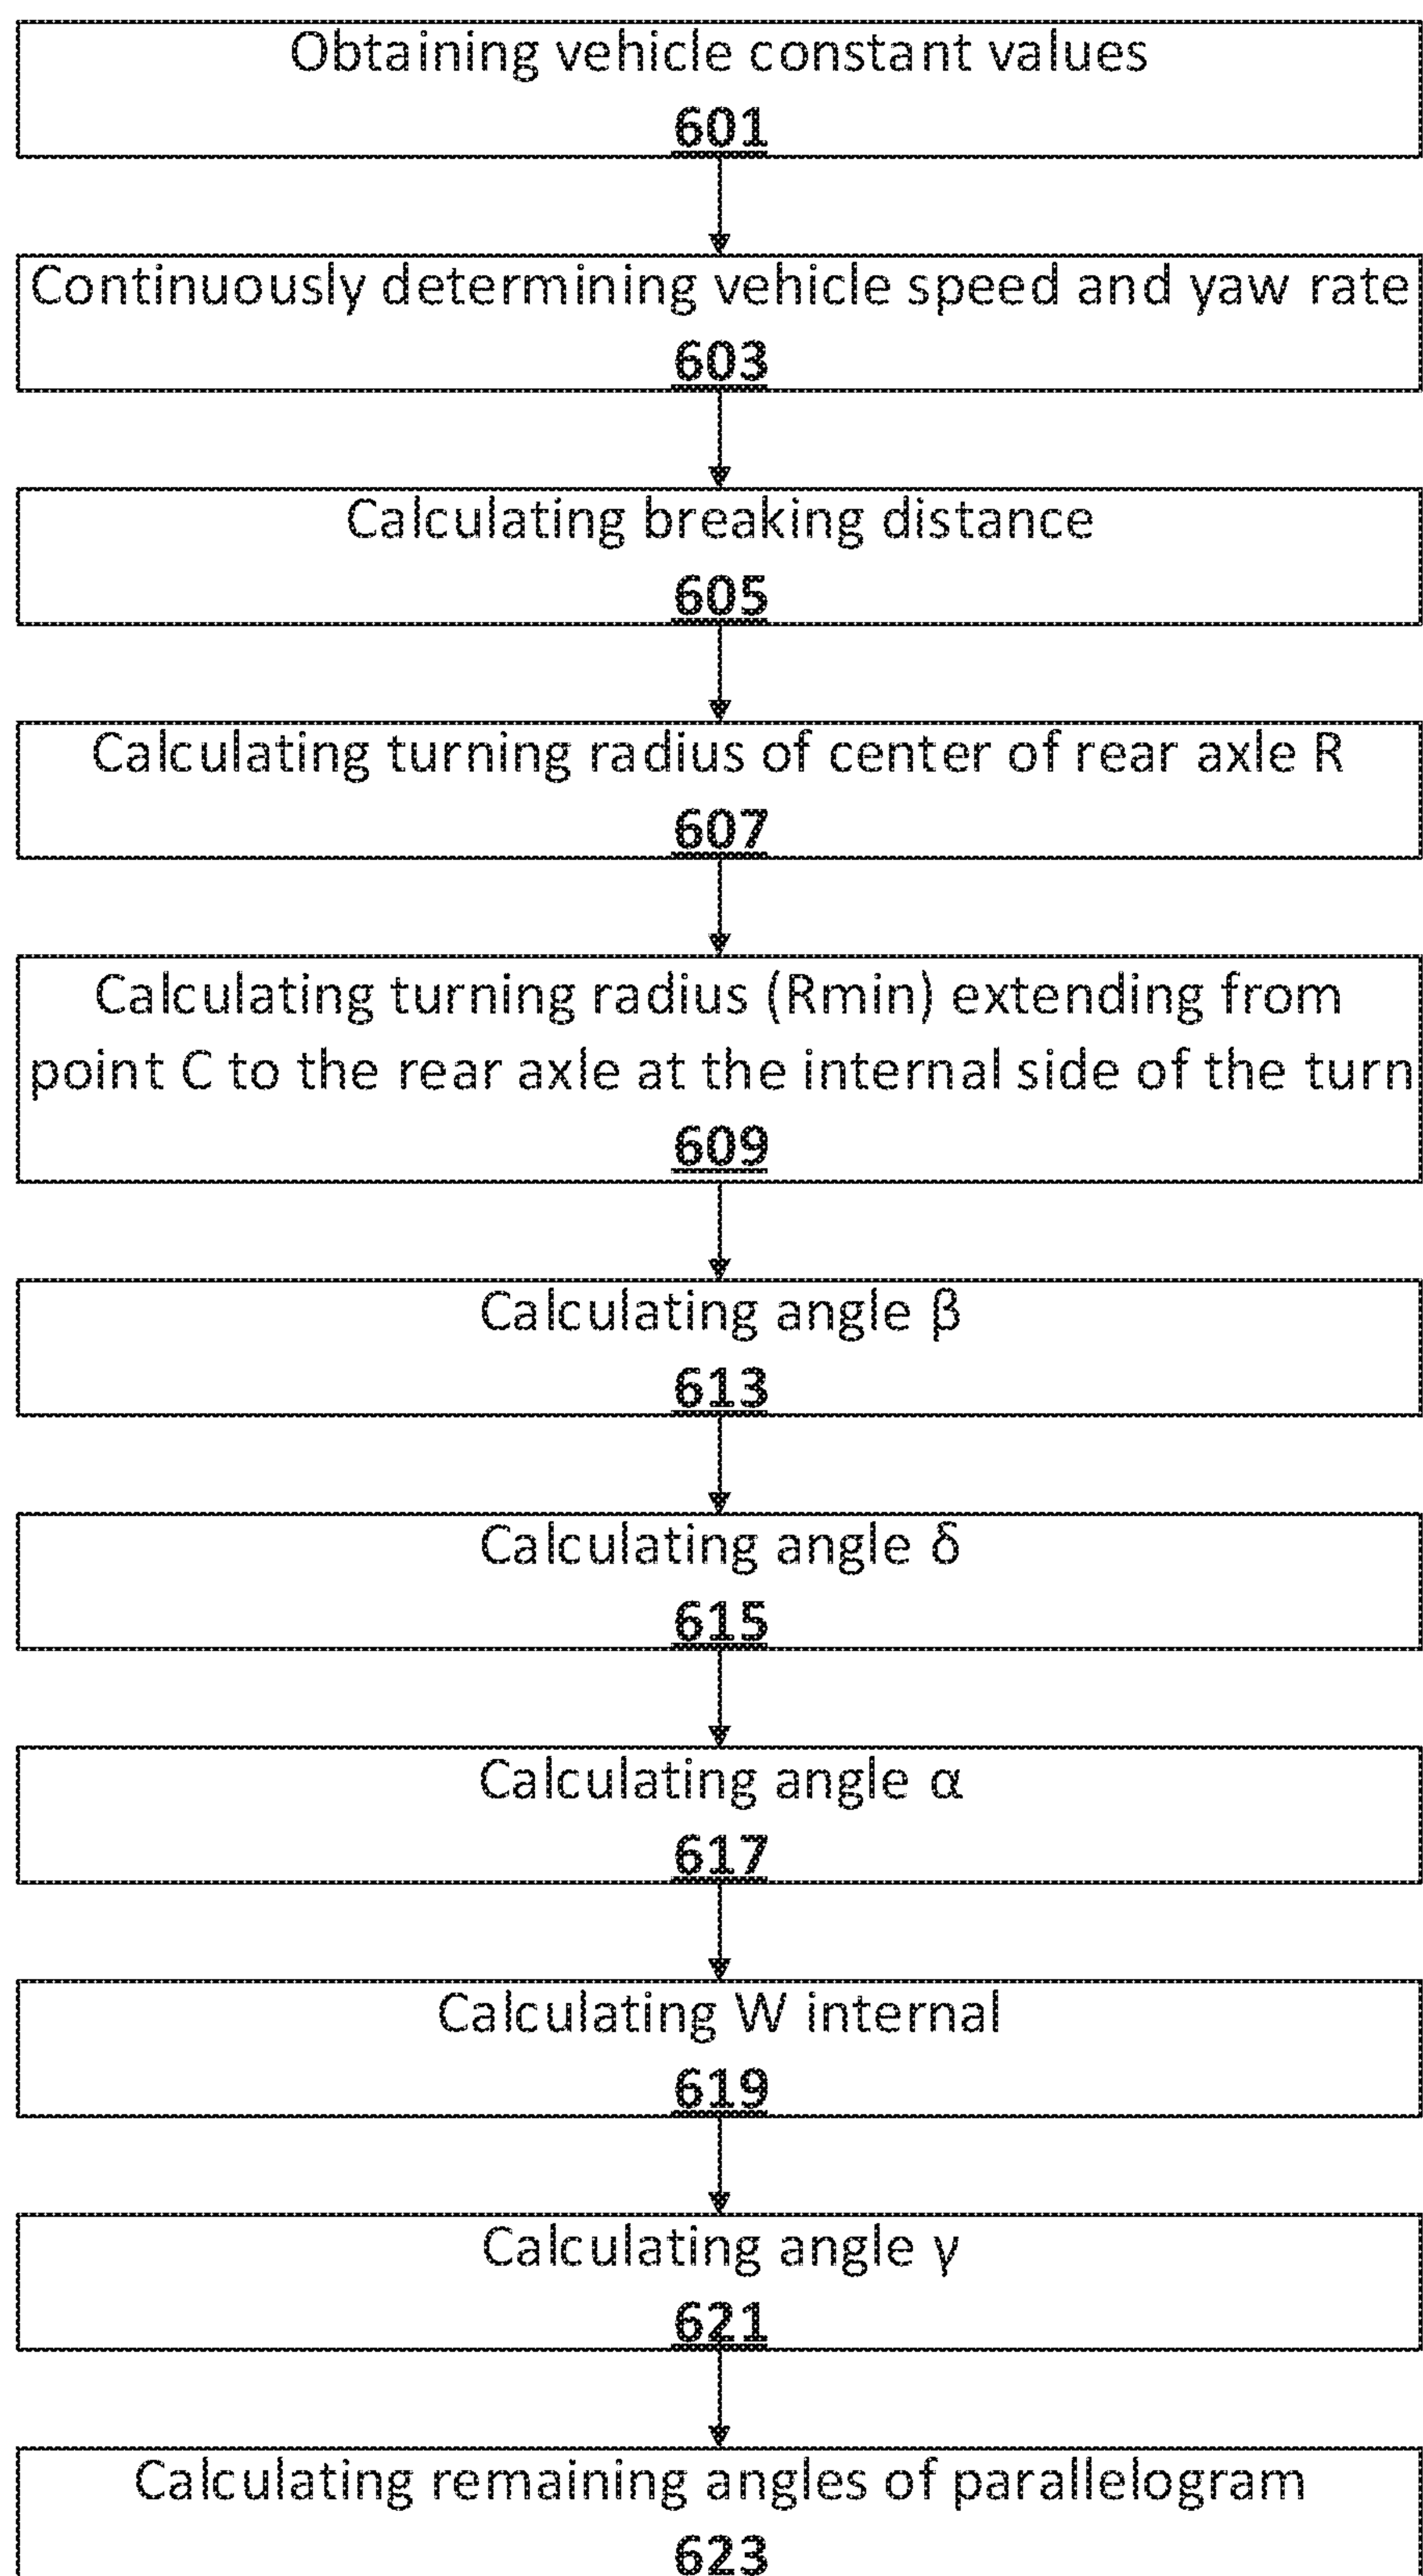 Obtaining vehicle constant values
601
Continuously determining vehicle speed and yaw rate
603
Calculating breaking distance
605
Calculating turning radius of center of rear axle R
607
Calculating turning radius (Rmin) extending from
point C to the rear axle at the internal side of the turn
609
Calculating angle β
613
Calculating angle δ
615
Calculating angle α
617
Calculating W internal
619
Calculating angle γ
621
Calculating remaining angles of parallelogram
623